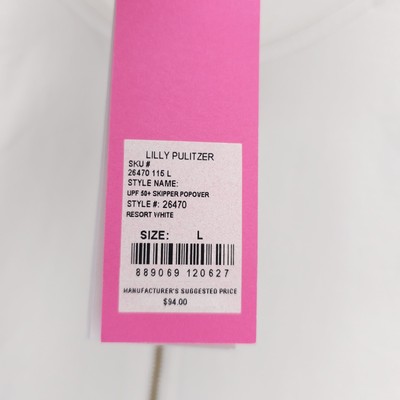 LILLY PULITZER
SKU #
26470 115 L
STYLE NAME:
UPF 50+ SKIPPER POPOVER
STYLE #: 26470
RESORT WHITE
SIZE: L
889069 120627
MANUFACTURER'S SUGGESTED PRICE
$94.00